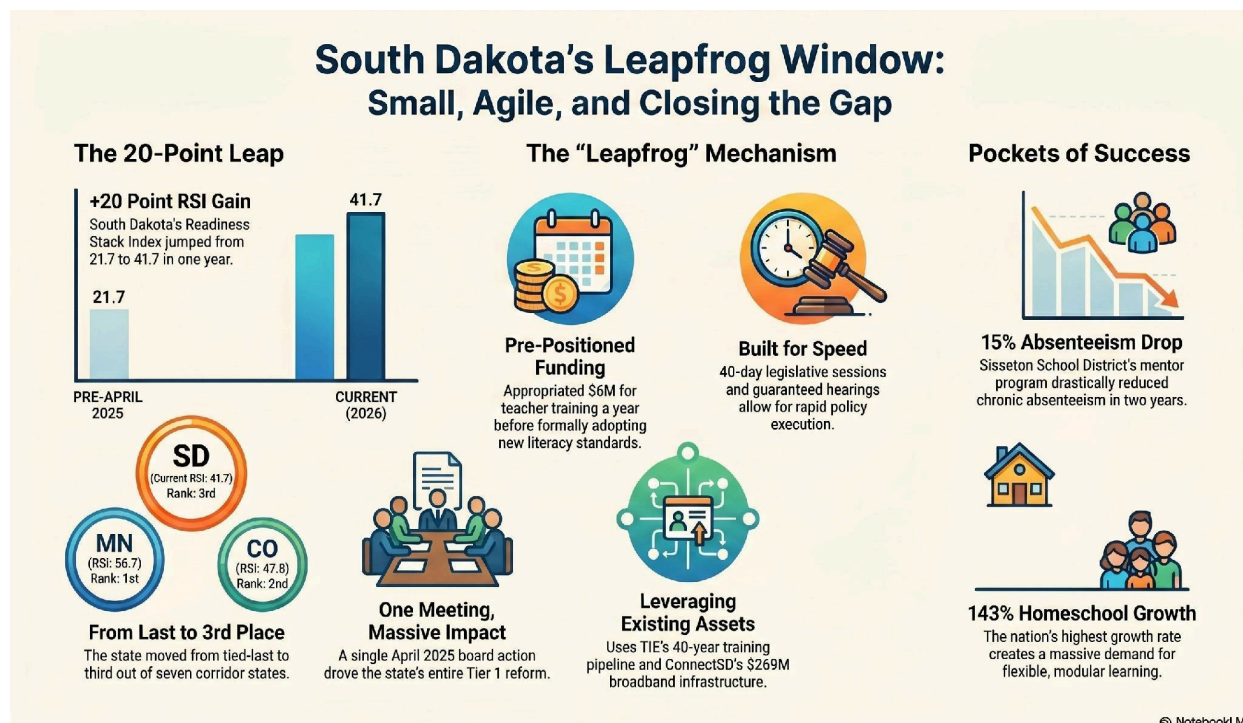 South Dakota's Leapfrog Window:
Small, Agile, and Closing the Gap
The 20-Point Leap
+20 Point RSI Gain
South Dakota's Readiness
Stack Index jumped from
21.7 to 41.7 in one year.
21.7
41.7
PRE-APRIL
2025
CURRENT
(2026)
SD
(Current RSI: 41.7)
Rank: 3rd
MN
(RSI: 56.7)
Rank: 1st
CO
(RSI: 47.8)
Rank: 2nd
From Last to 3rd Place
The state moved from tied-last to
third out of seven corridor states.
The "Leapfrog" Mechanism
Pre-Positioned
Funding
Appropriated $6M for
teacher training a year
before formally adopting
new literacy standards.
Built for Speed
40-day legislative sessions
and guaranteed hearings
allow for rapid policy
execution.
One Meeting,
Massive Impact
A single April 2025 board action
drove the state's entire Tier 1 reform.
Leveraging
Existing Assets
Uses TIE's 40-year training
pipeline and ConnectSD's $269M
broadband infrastructure.
Pockets of Success
15% Absenteeism Drop
Sisseton School District's mentor
program drastically reduced
chronic absenteeism in two years.
143% Homeschool Growth
The nation's highest growth rate
creates a massive demand for
flexible, modular learning.